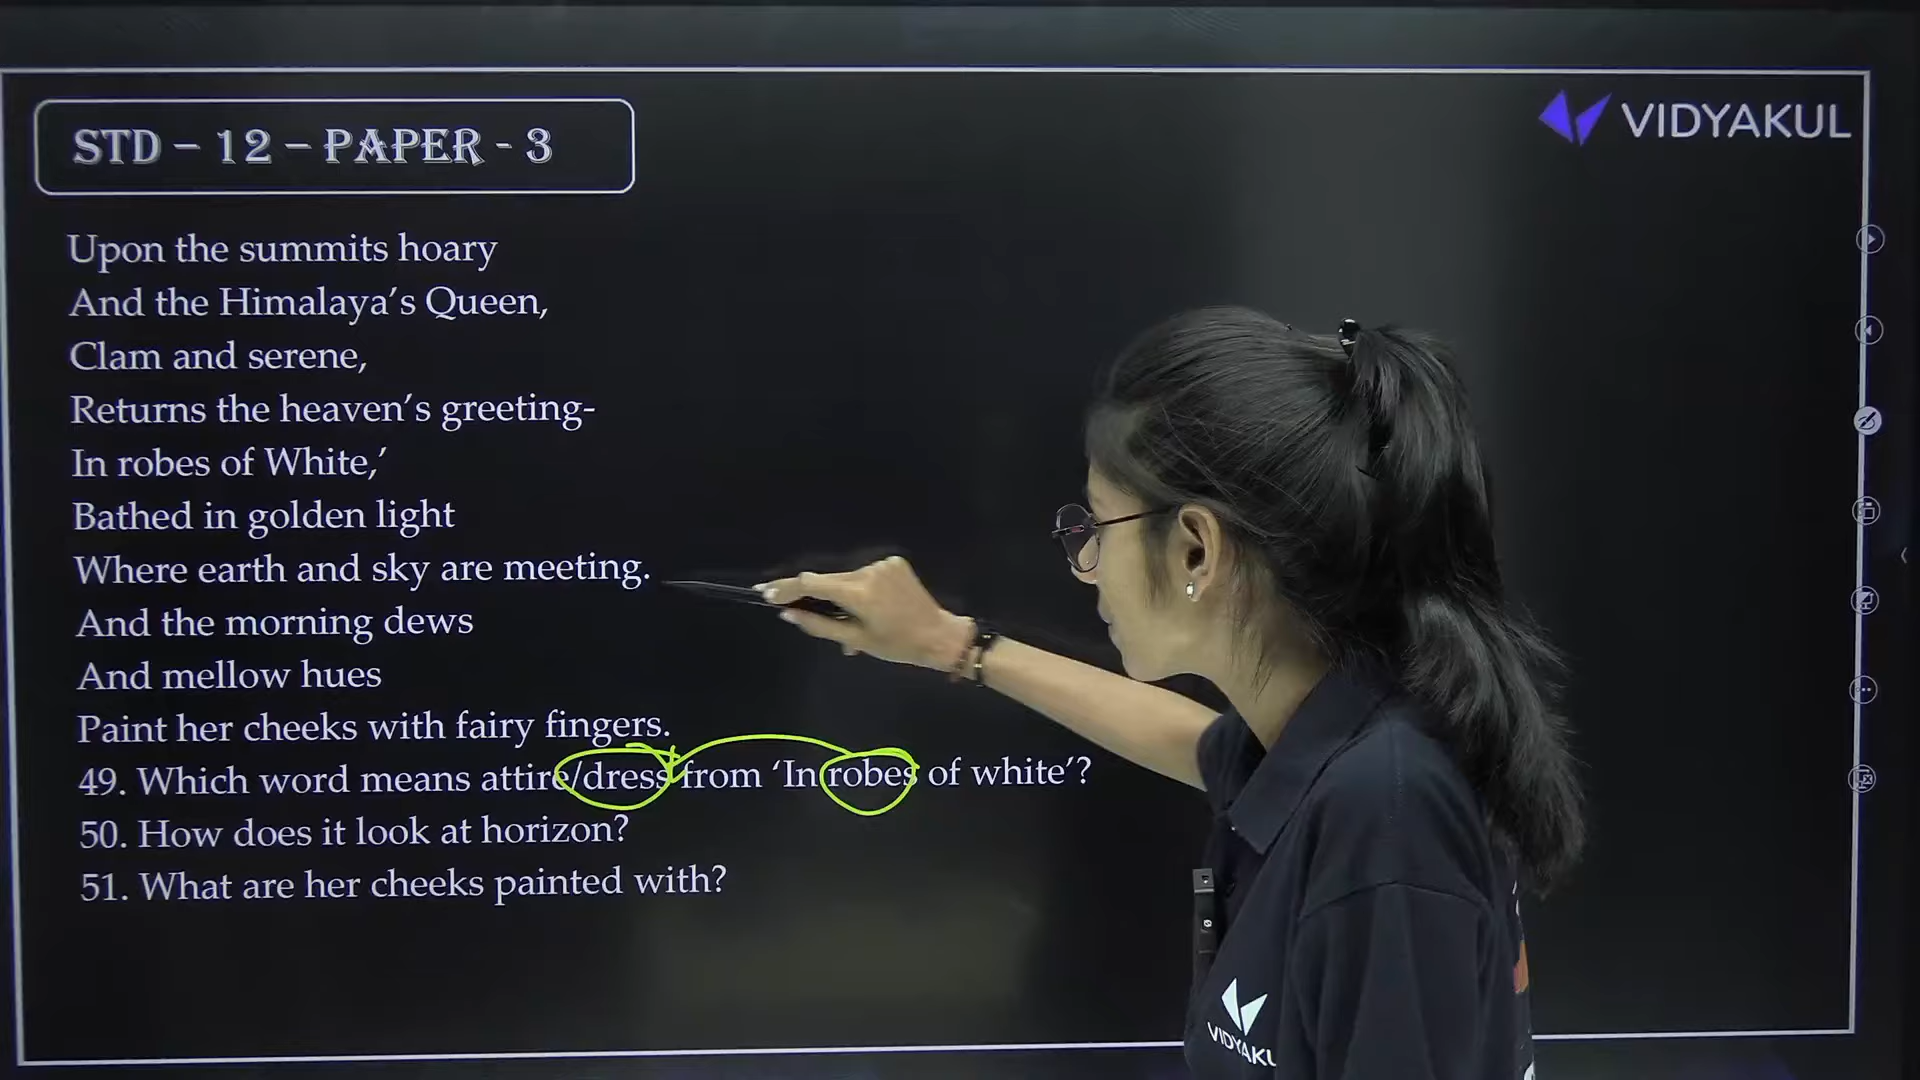 STD – 12 – PAPER - 3
VIDYAKUL
Upon the summits hoary
And the Himalaya’s Queen,
Clam and serene,
Returns the heaven’s greeting-
In robes of White,’
Bathed in golden light
Where earth and sky are meeting.
And the morning dews
And mellow hues
Paint her cheeks with fairy fingers.
49. Which word means attire/dress from ‘In robes of white’?
50. How does it look at horizon?
51. What are her cheeks painted with?
VIDYAKU